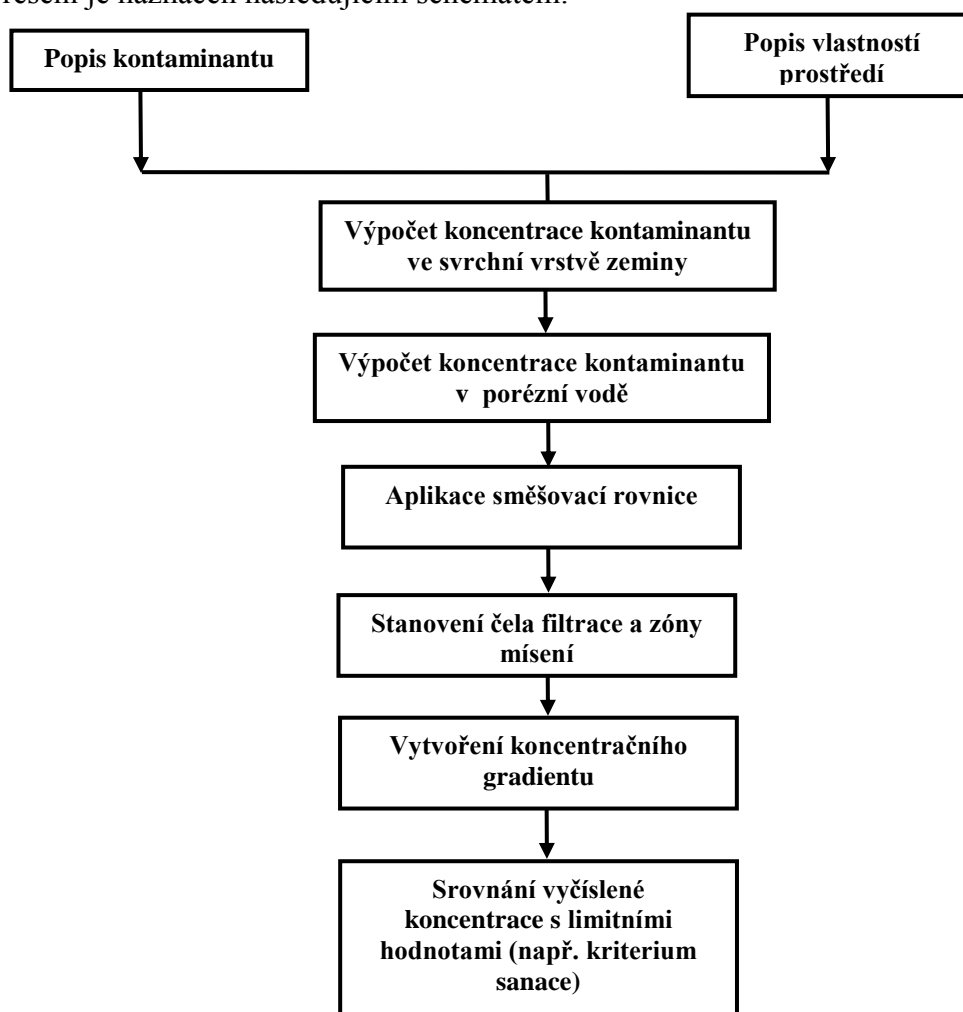 řešení je naznačen následujícím schématem.
Popis kontaminantu
Popis vlastností
prostředí
Výpočet koncentrace kontaminantu
ve svrchní vrstvě zeminy
Výpočet koncentrace kontaminantu
v porézní vodě
Aplikace směšovací rovnice
Stanovení čela filtrace a zóny
mísení
Vytvoření koncentračního
gradientu
Srovnání vyčíslené
koncentrace s limitními
hodnotami (např. kriterium
sanace)